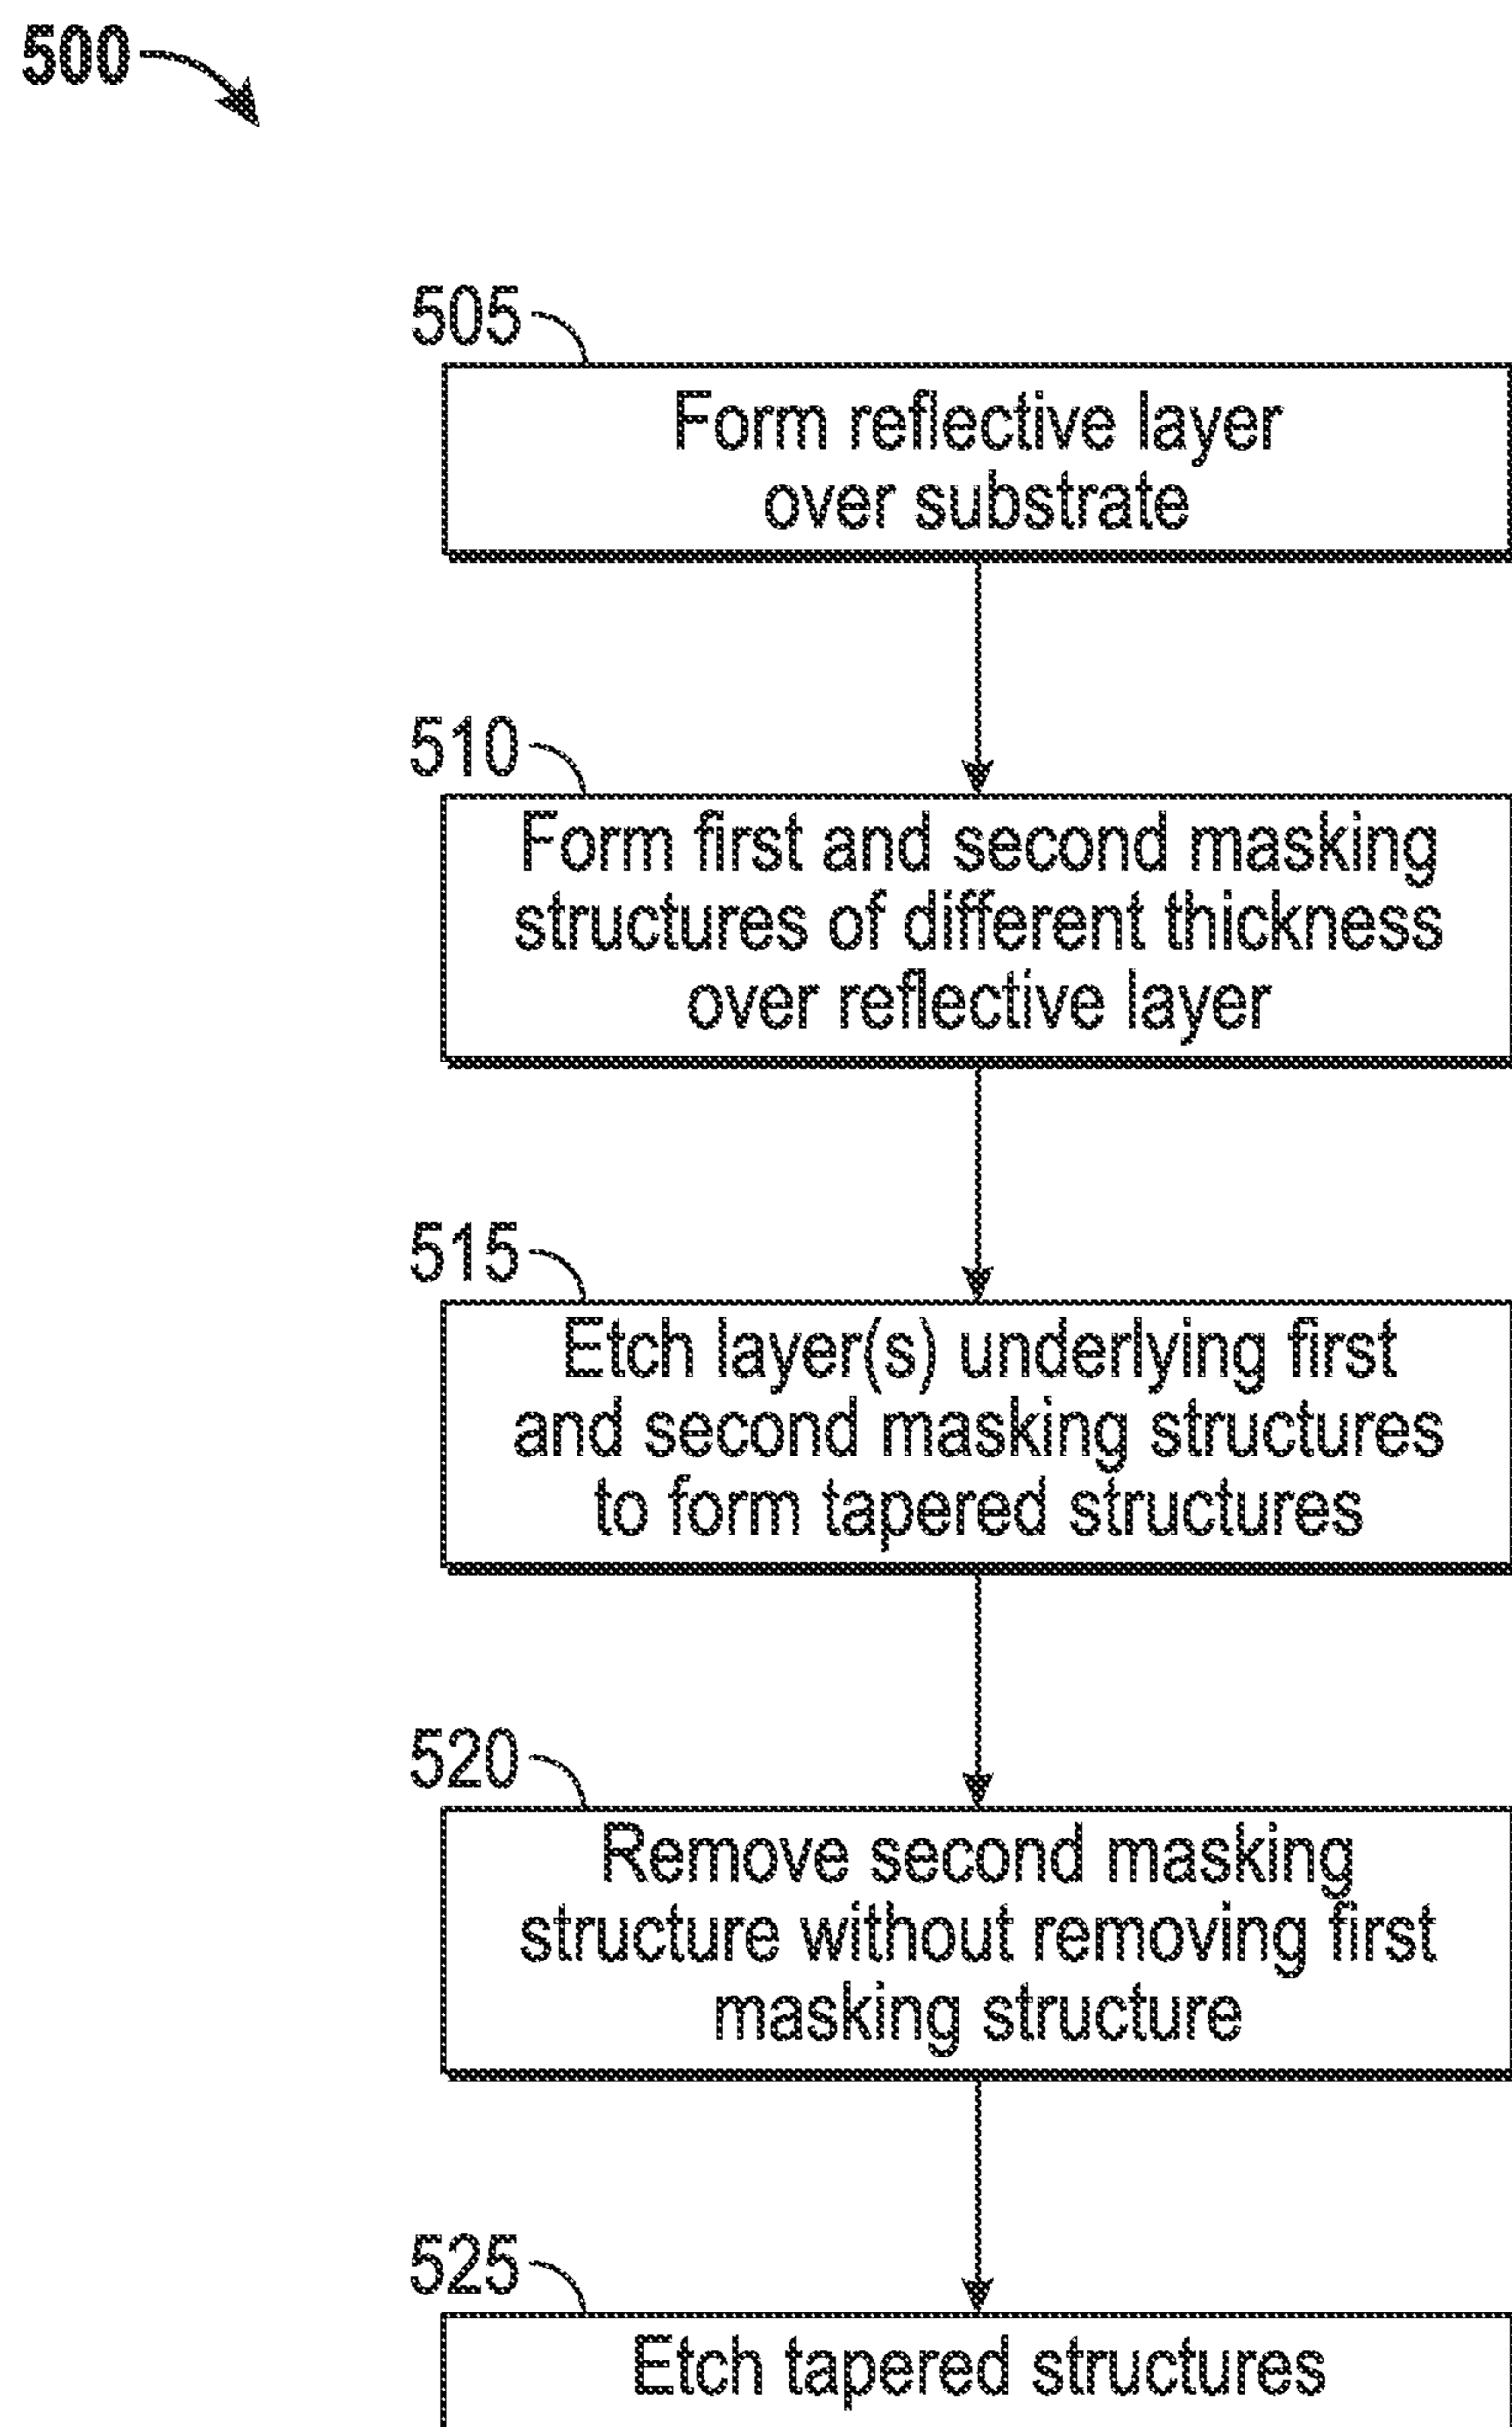 500
505
Form reflective layer
over substrate
510
Form first and second masking
structures of different thickness
over reflective layer
515
Etch layer(s) underlying first
and second masking structures
to form tapered structures
520
Remove second masking
structure without removing first
masking structure
525
Etch tapered structures